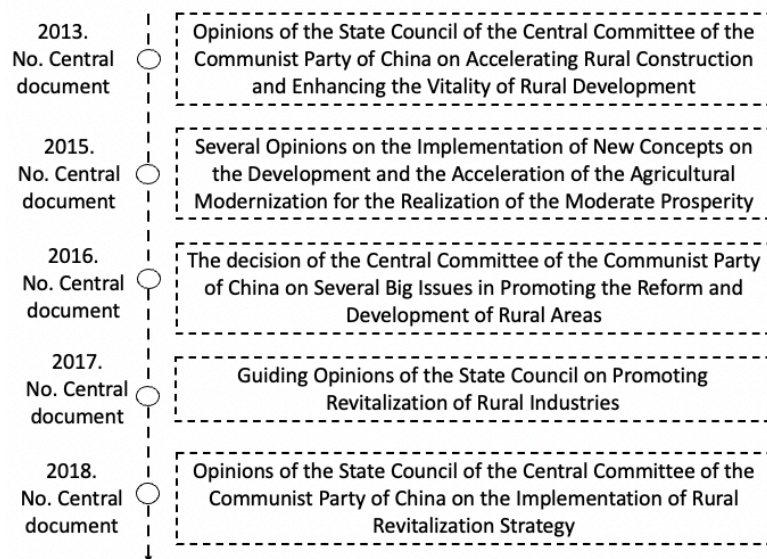 2013.
No. Central
document
Opinions of the State Council of the Central Committee of the
Communist Party of China on Accelerating Rural Construction
and Enhancing the Vitality of Rural Development
2015.
No. Central
document
Several Opinions on the Implementation of New Concepts on
the Development and the Acceleration of the Agricultural
Modernization for the Realization of the Moderate Prosperity
2016.
No. Central
document
The decision of the Central Committee of the Communist Party
of China on Several Big Issues in Promoting the Reform and
Development of Rural Areas
2017.
No. Central
document
Guiding Opinions of the State Council on Promoting
Revitalization of Rural Industries
2018.
No. Central
document
Opinions of the State Council of the Central Committee of the
Communist Party of China on the Implementation of Rural
Revitalization Strategy